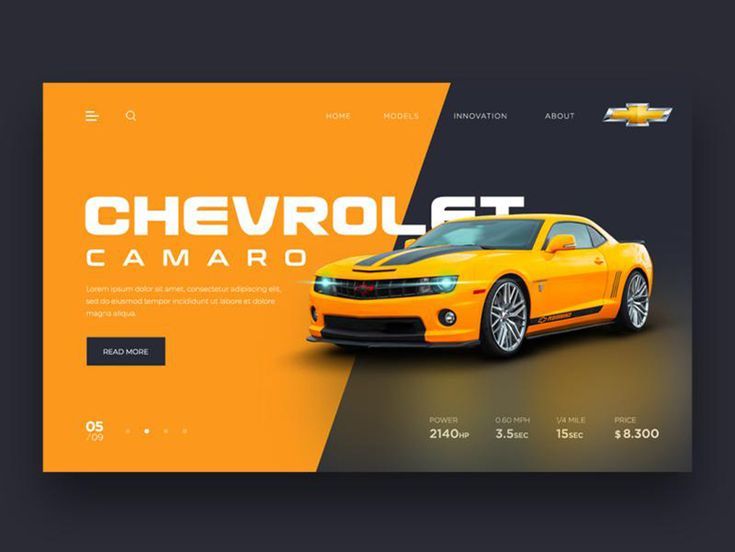 HOME MODELS INNOVATION ABOUT
CHEVROLET
CAMARO
Lorem ipsum dolor sit amet, consectetur adipiscing elit,
sed do eiusmod tempor incididunt ut labore et dolore
magna aliqua.
READ MORE
05
/09
POWER
2140HP
0.60 MPH
3.5SEC
1/4 MILE
15SEC
PRICE
$ 8.300